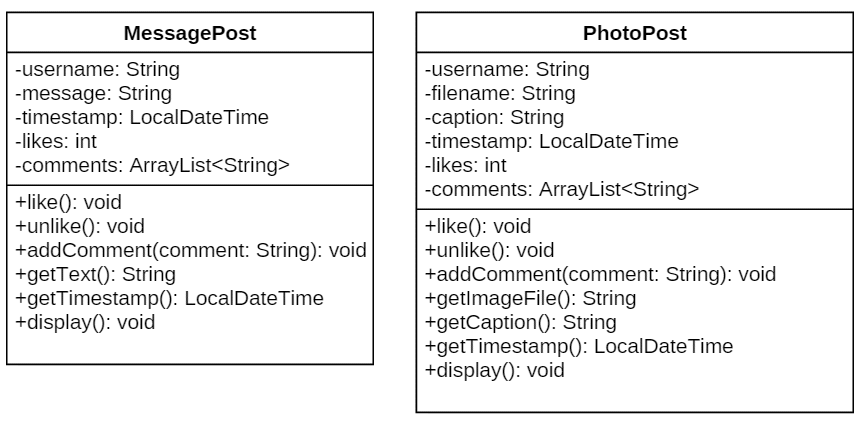 MessagePost
-username: String
-message: String
-timestamp: LocalDateTime
-likes: int
-comments: ArrayList<String>
+like(): void
+unlike(): void
+addComment(comment: String): void
+getText(): String
+getTimestamp(): LocalDateTime
+display(): void
PhotoPost
-username: String
-filename: String
-caption: String
-timestamp: LocalDateTime
-likes: int
-comments: ArrayList<String>
+like(): void
+unlike(): void
+addComment(comment: String): void
+getImageFile(): String
+getCaption(): String
+getTimestamp(): LocalDateTime
+display(): void